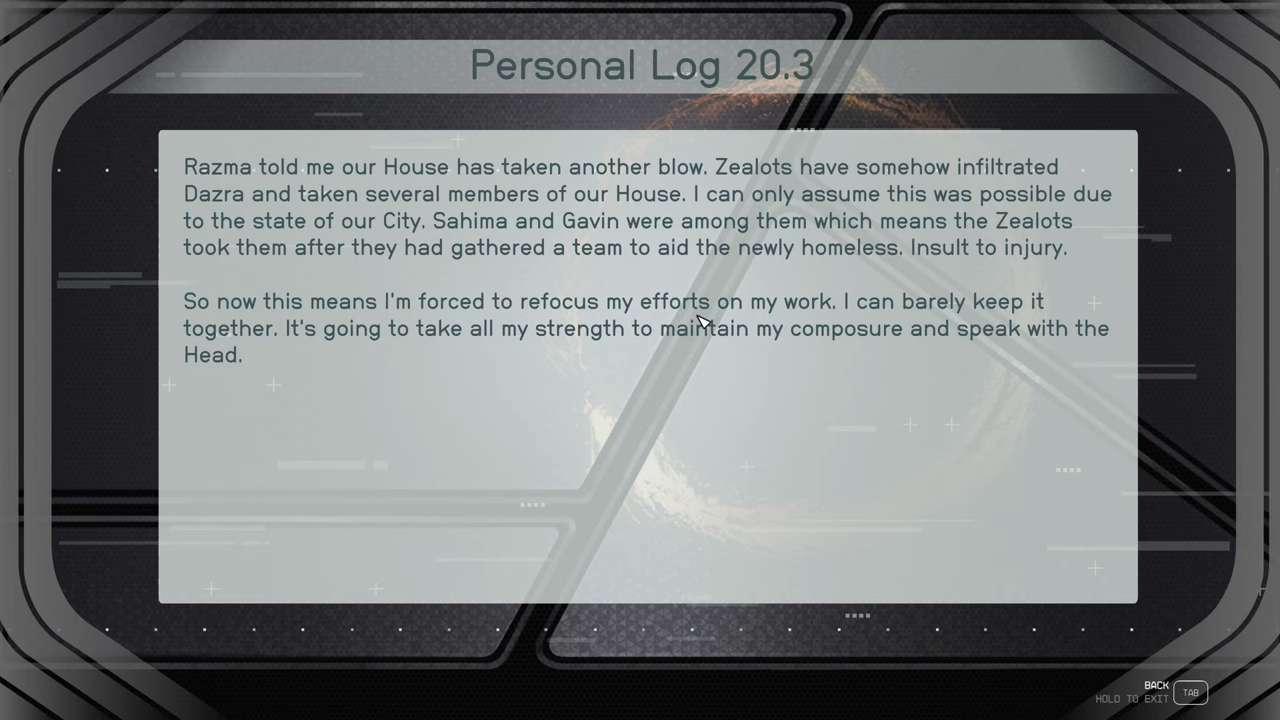 Personal Log 20.3
Razma told me our House has taken another blow. Zealots have somehow infiltrated
Dazra and taken several members of our House. I can only assume this was possible due
to the state of our City. Sahima and Gavin were among them which means the Zealots
took them after they had gathered a team to aid the newly homeless. Insult to injury.
So now this means I'm forced to refocus my efforts on my work. I can barely keep it
together. It's going to take all my strength to maintain my composure and speak with the
Head.
BACK
HOLD TO EXIT TAB